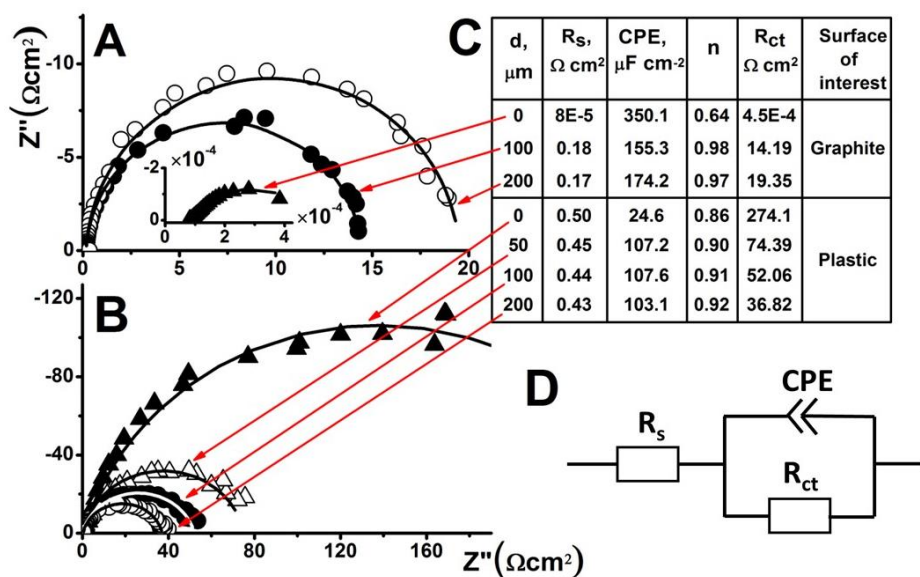 A
Z"(Ωcm²)
-10
-5
0
0
5
10
15
20
×10⁻⁴
-2
0
0
2
4
×10⁻⁴
B
-120
-80
-40
0
0
40
80
120
160
Z"(Ωcm²)
C
d, μm | Rs, Ω cm² | CPE, μF cm-2 | n | Rct Ω cm² | Surface of interest
0 | 8E-5 | 350.1 | 0.64 | 4.5E-4
100 | 0.18 | 155.3 | 0.98 | 14.19 | Graphite
200 | 0.17 | 174.2 | 0.97 | 19.35
0 | 0.50 | 24.6 | 0.86 | 274.1
50 | 0.45 | 107.2 | 0.90 | 74.39 | Plastic
100 | 0.44 | 107.6 | 0.91 | 52.06
200 | 0.43 | 103.1 | 0.92 | 36.82
D
CPE
Rs
Rct